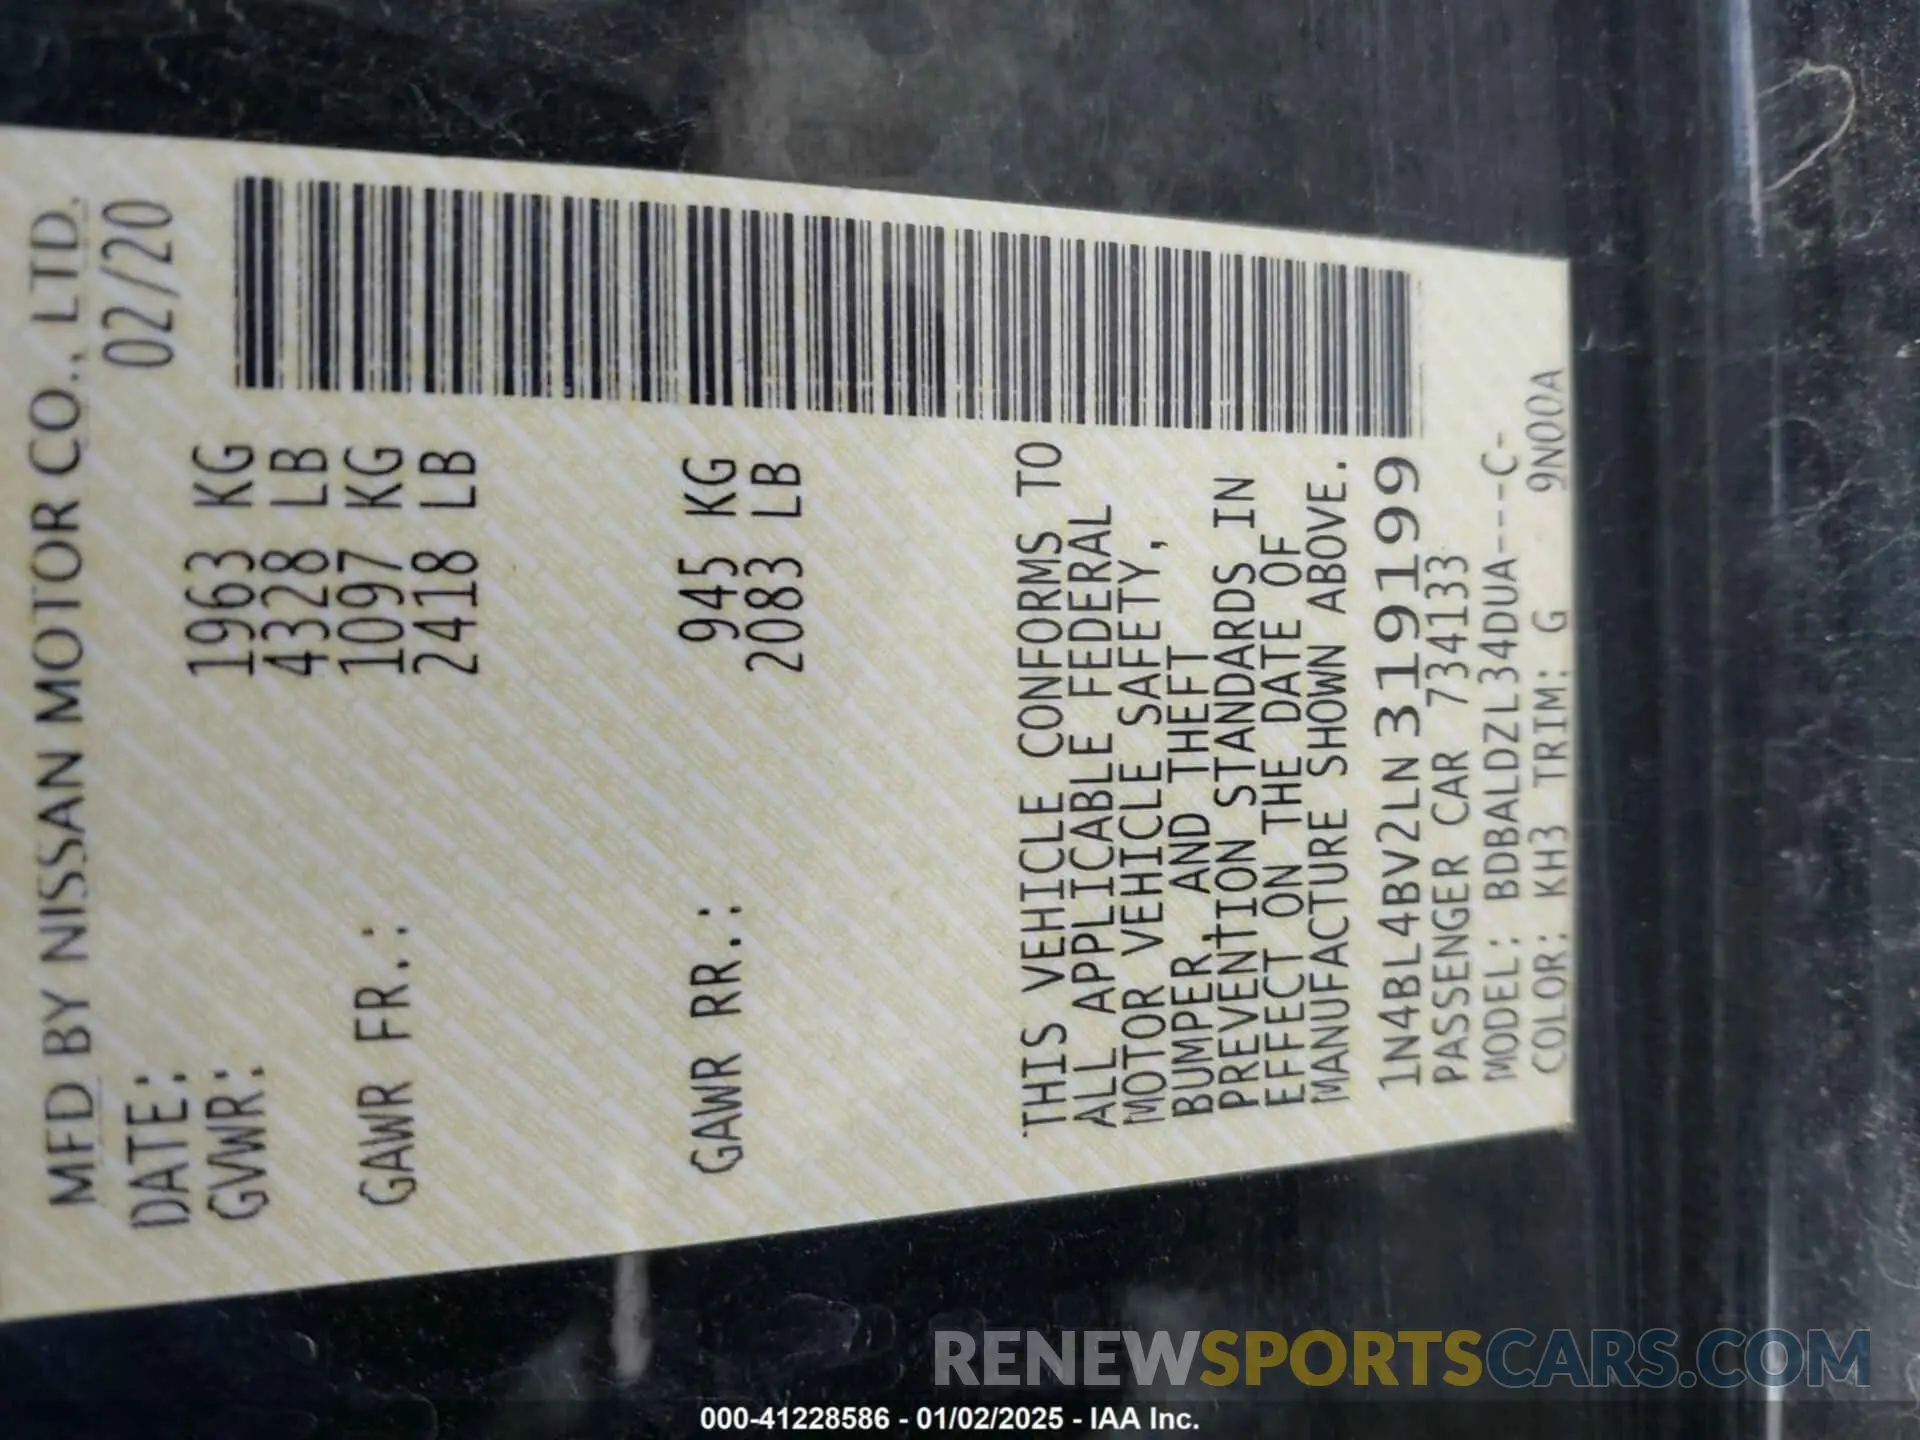 MFD BY NISSAN MOTOR CO., LTD.
DATE: 02/20
GVWR: 1963 KG
4328 LB
GAWR FR.: 1097 KG
2418 LB
GAWR RR.: 945 KG
2083 LB
THIS VEHICLE CONFORMS TO
ALL APPLICABLE FEDERAL
MOTOR VEHICLE SAFETY,
BUMPER, AND THEFT
PREVENTION STANDARDS IN
EFFECT ON THE DATE OF
MANUFACTURE SHOWN ABOVE.
1N4BL4BV2LN319199
PASSENGER CAR 734133
MODEL: BDBALDZL34DUA----C-
COLOR: KH3 TRIM: G 9N00A
RENEWSPORTSCARS.COM
000-41228586 - 01/02/2025 - IAA Inc.